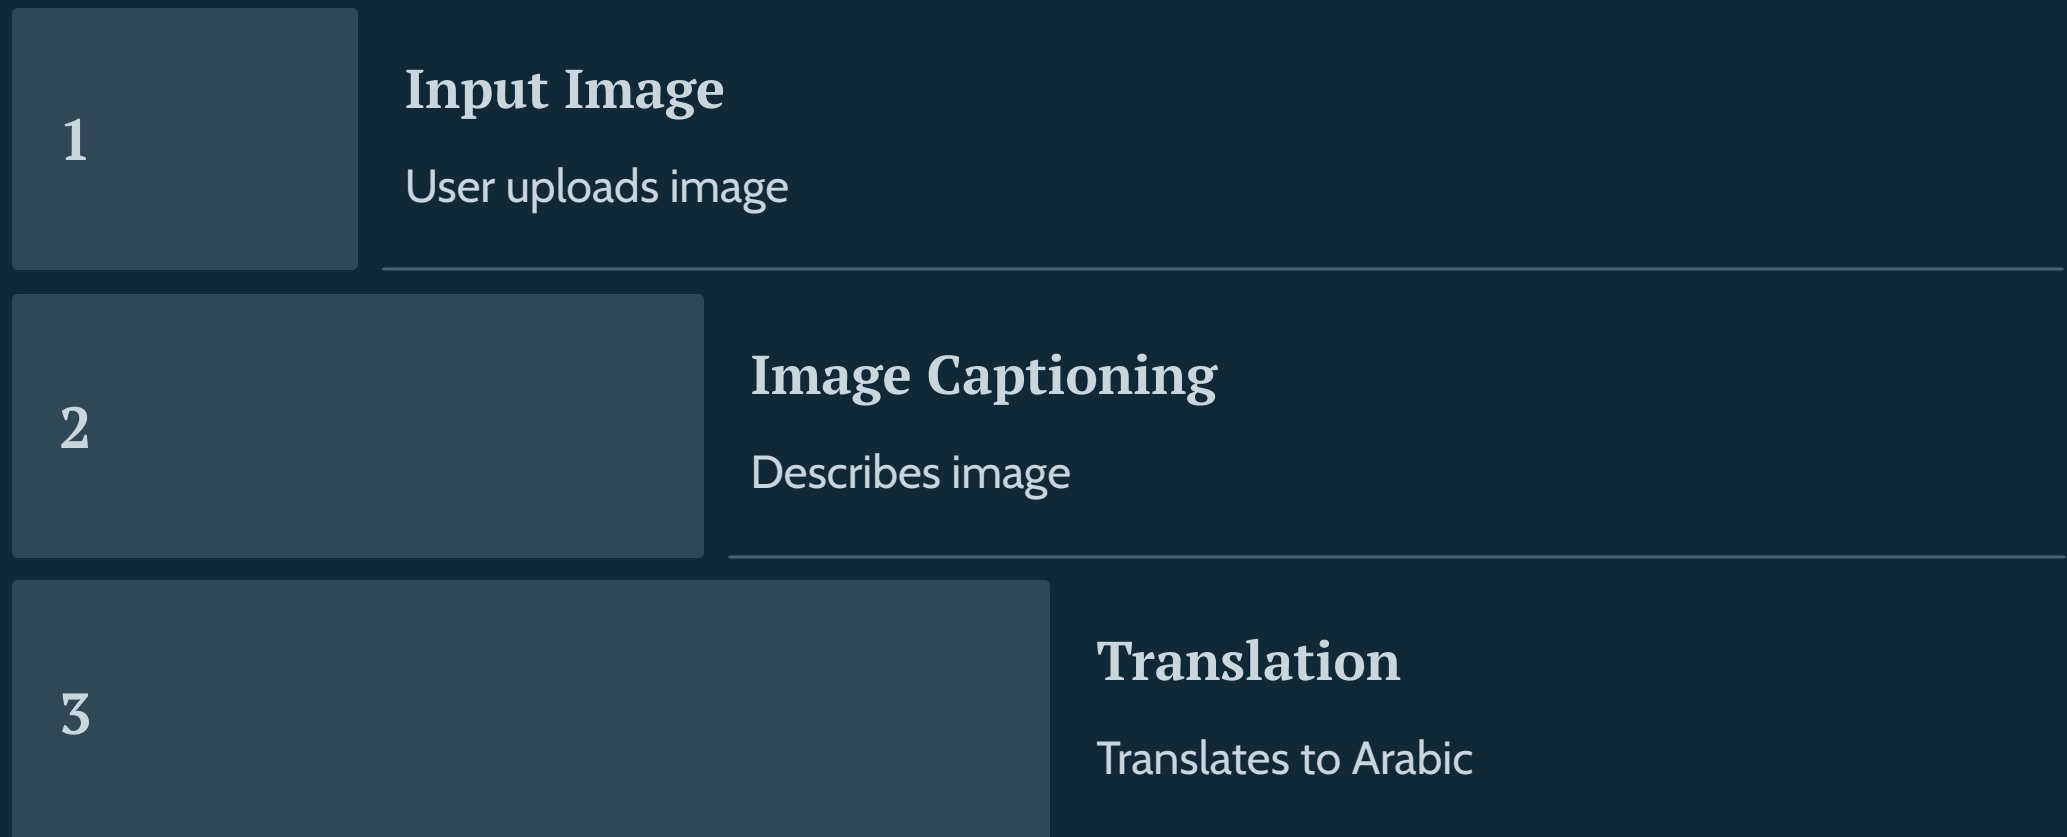 1
Input Image
User uploads image
2
Image Captioning
Describes image
3
Translation
Translates to Arabic